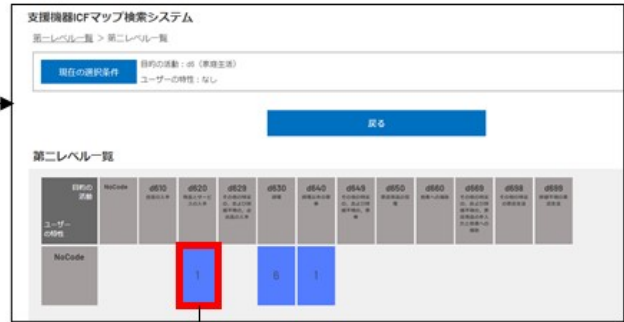 支援機器ICFマップ検索システム
第一レベル一覧 > 第二レベル一覧
現在の選択条件
目的の活動：d6（家庭生活）
ユーザーの特性：なし
戻る
第二レベル一覧
目的の活動
ユーザーの特性
NoCode
d610
d620
d629
d630
d640
d649
d650
d660
d669
d698
d699
NoCode
1
6
1